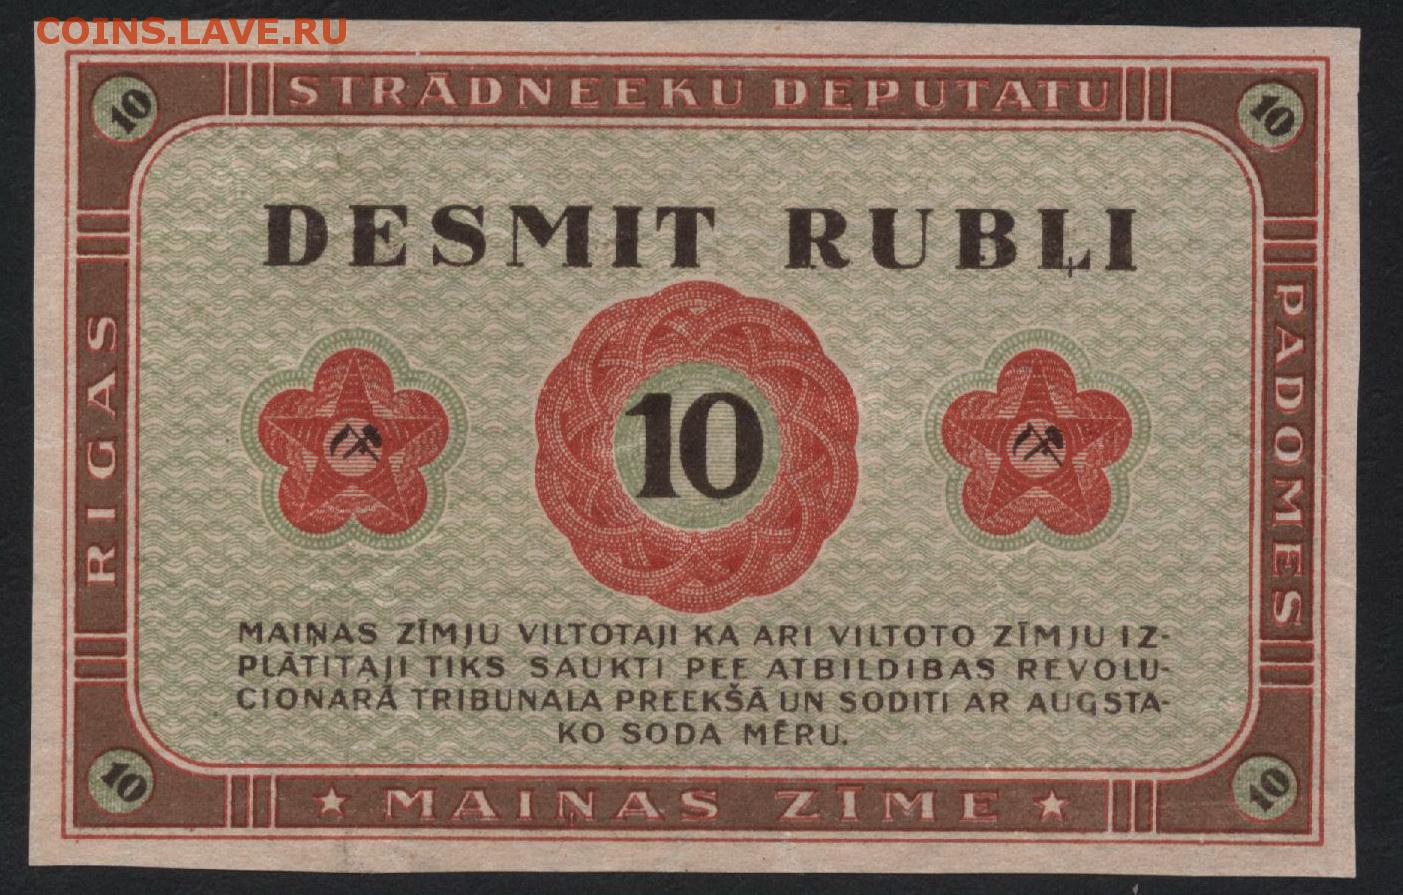 COINS.LAVE.RU
10 STRĀDNEEKU DEPUTATU 10
DESMIT RUBĻI
RIGAS
10
PADOMES
MAIŅAS ZĪMJU VILTOTAJI KA ARI VILTOTO ZĪMJU IZ-
PLĀTITAJI TIKS SAUKTI PEE ATBILDIBAS REVOLU-
CIONARĀ TRIBUNALA PREEKŠĀ UN SODITI AR AUGSTA-
KO SODA MĒRU.
10 MAIŅAS ZĪME 10